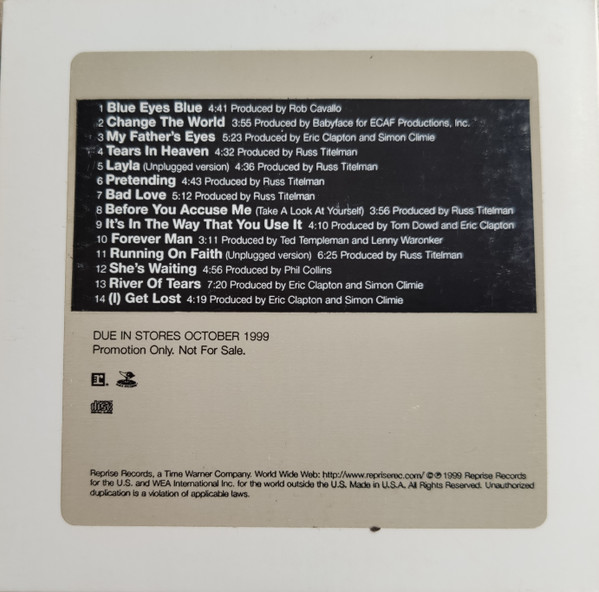 1 Blue Eyes Blue 4:41 Produced by Rob Cavallo
2 Change The World 3:55 Produced by Babyface for ECAF Productions, Inc.
3 My Father's Eyes 5:23 Produced by Eric Clapton and Simon Climie
4 Tears In Heaven 4:32 Produced by Russ Titelman
5 Layla (Unplugged version) 4:36 Produced by Russ Titelman
6 Pretending 4:43 Produced by Russ Titelman
7 Bad Love 5:12 Produced by Russ Titelman
8 Before You Accuse Me (Take A Look At Yourself) 3:56 Produced by Russ Titelman
9 It's In The Way That You Use It 4:10 Produced by Tom Dowd and Eric Clapton
10 Forever Man 3:11 Produced by Ted Templeman and Lenny Waronker
11 Running On Faith (Unplugged version) 6:25 Produced by Russ Titelman
12 She's Waiting 4:56 Produced by Phil Collins
13 River Of Tears 7:20 Produced by Eric Clapton and Simon Climie
14 (I) Get Lost 4:19 Produced by Eric Clapton and Simon Climie
DUE IN STORES OCTOBER 1999
Promotion Only. Not For Sale.
Reprise Records, a Time Warner Company. World Wide Web: http://www.repriserec.com/ ©℗ 1999 Reprise Records
for the U.S. and WEA International Inc. for the world outside the U.S. Made in U.S.A. All Rights Reserved. Unauthorized
duplication is a violation of applicable laws.